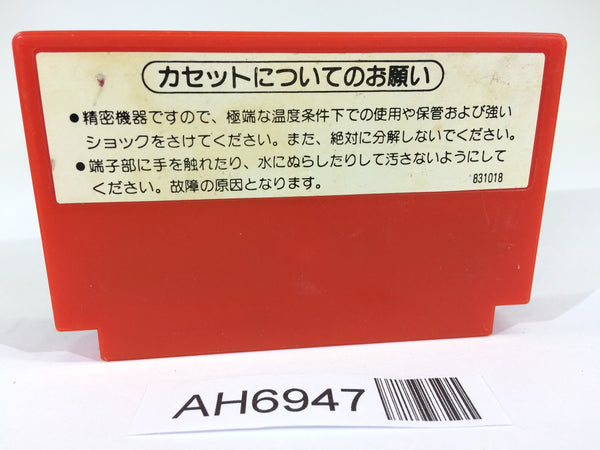 カセットについてのお願い
●精密機器ですので、極端な温度条件下での使用や保管および強い
ショックをさけてください。また、絶対に分解しないでください。
●端子部に手を触れたり、水にぬらしたりして汚さないようにして
ください。故障の原因となります。
831018
AH6947